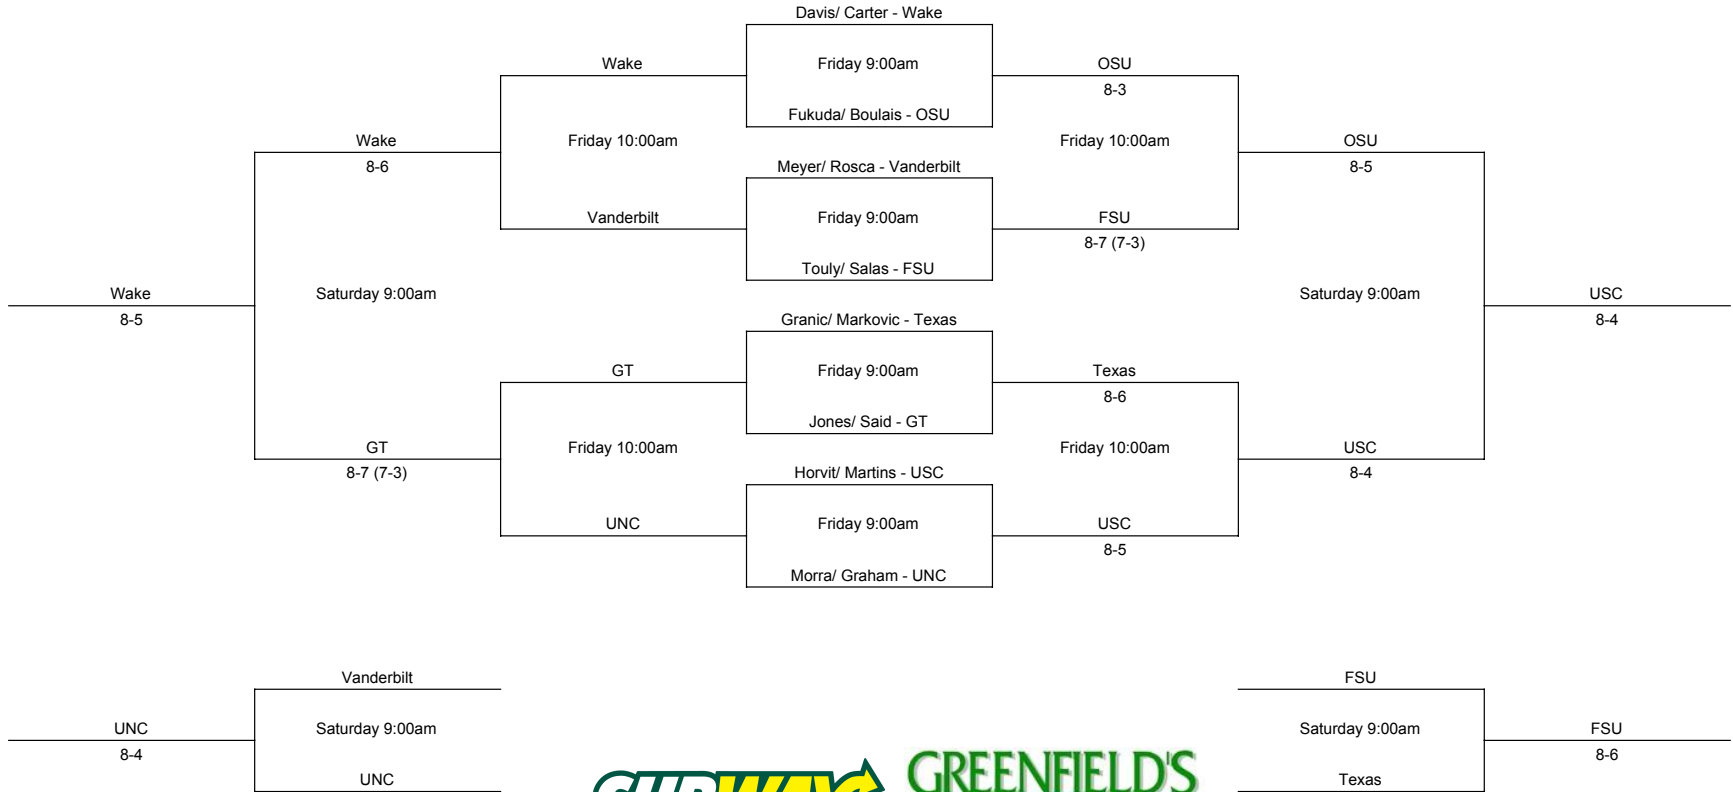 Davis/ Carter - Wake
Wake
Friday 9:00am
OSU
8-3
Fukuda/ Boulais - OSU
Wake
Friday 10:00am
Friday 10:00am
OSU
8-6
Meyer/ Rosca - Vanderbilt
8-5
Vanderbilt
Friday 9:00am
FSU
8-7 (7-3)
Touly/ Salas - FSU
Wake
Saturday 9:00am
Saturday 9:00am
USC
8-5
Granic/ Markovic - Texas
8-4
GT
Friday 9:00am
Texas
8-6
Jones/ Said - GT
GT
Friday 10:00am
Friday 10:00am
USC
8-7 (7-3)
Horvit/ Martins - USC
8-4
UNC
Friday 9:00am
USC
8-5
Morra/ Graham - UNC
Vanderbilt
FSU
UNC
Saturday 9:00am
Saturday 9:00am
FSU
8-4
8-6
UNC
SUBWAY
GREENFIELD'S
Texas